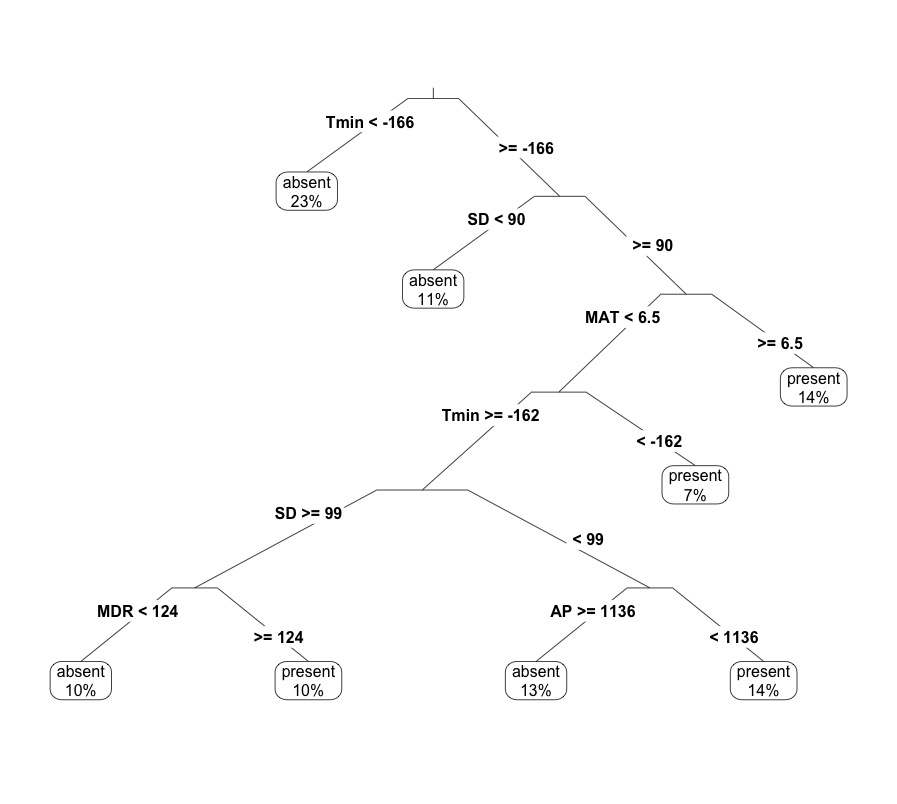 Tmin < -166
>= -166
absent
23%
SD < 90
>= 90
absent
11%
MAT < 6.5
>= 6.5
present
14%
Tmin >= -162
< -162
present
7%
SD >= 99
< 99
MDR < 124
>= 124
AP >= 1136
< 1136
absent
10%
present
10%
absent
13%
present
14%